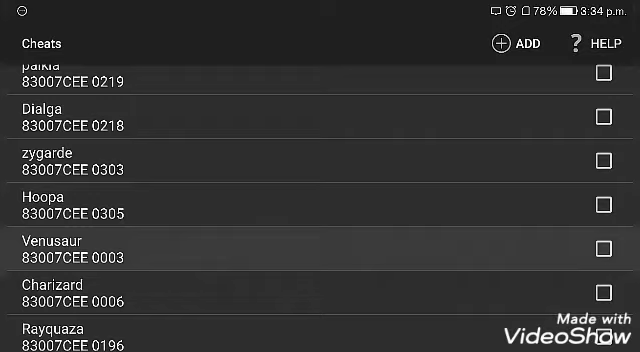 78% 3:34 p.m.
Cheats
ADD
? HELP
palkia
83007CEE 0219
Dialga
83007CEE 0218
zygarde
83007CEE 0303
Hoopa
83007CEE 0305
Venusaur
83007CEE 0003
Charizard
83007CEE 0006
Rayquaza
83007CEE 0196
Made with
VideoShow